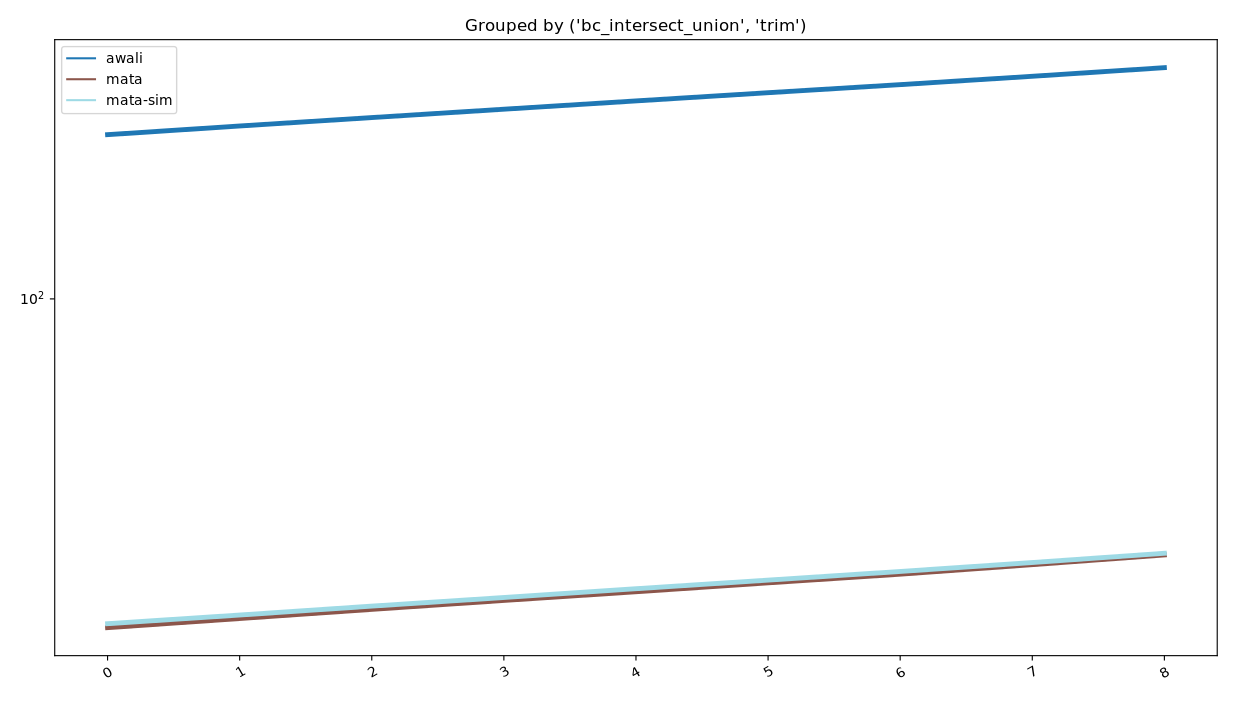 Grouped by ('bc_intersect_union', 'trim')
awali
mata
mata-sim
10²
0 1 2 3 4 5 6 7 8